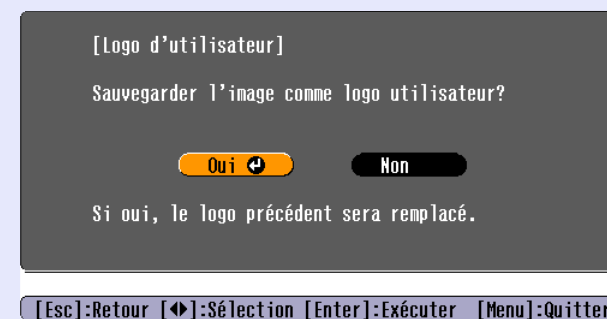 [Logo d'utilisateur]
Sauvegarder l'image comme logo utilisateur?
Oui Non
Si oui, le logo précédent sera remplacé.
[Esc]:Retour [◆]:Sélection [Enter]:Exécuter [Menu]:Quitter